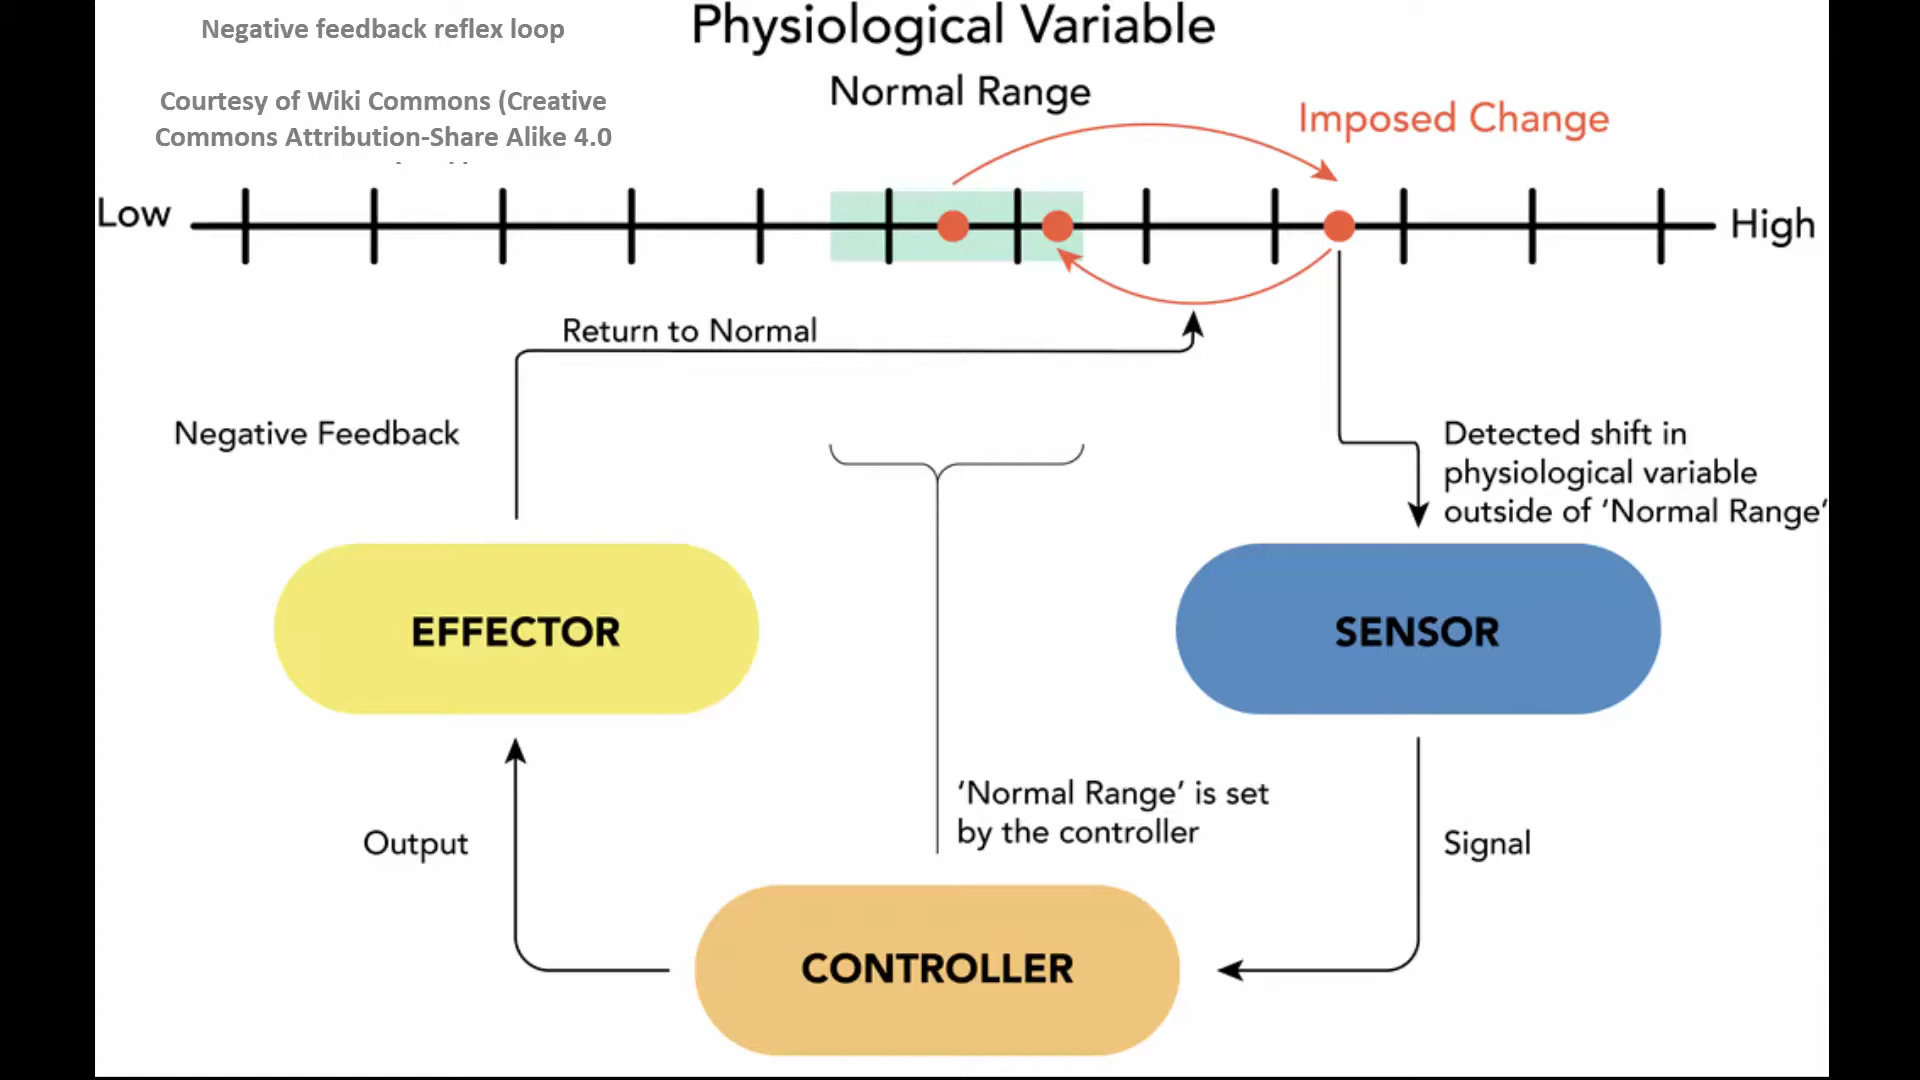 Negative feedback reflex loop
Courtesy of Wiki Commons (Creative
Commons Attribution-Share Alike 4.0
Physiological Variable
Normal Range
Imposed Change
Low
High
Return to Normal
Negative Feedback
Detected shift in
physiological variable
outside of ‘Normal Range’
EFFECTOR
SENSOR
‘Normal Range’ is set
by the controller
Output
Signal
CONTROLLER